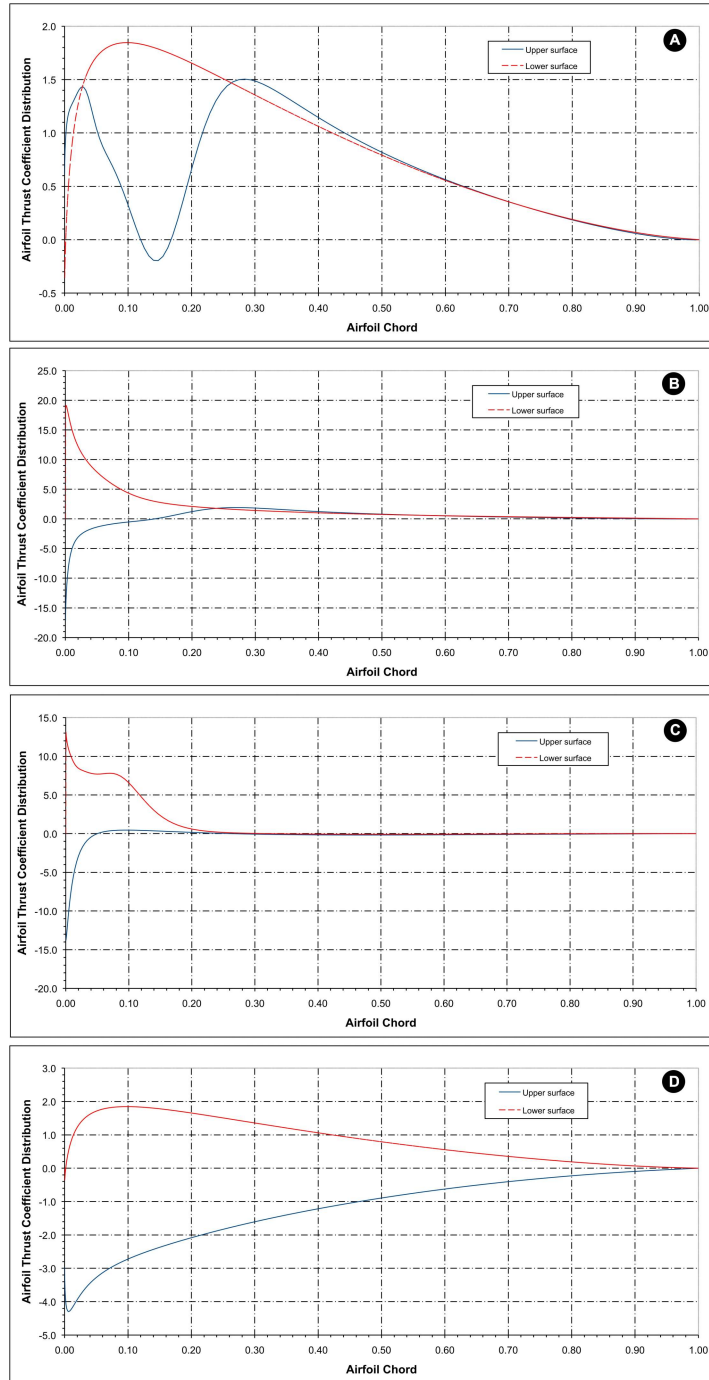 A
Airfoil Thrust Coefficient Distribution
2.0
1.5
1.0
0.5
0.0
-0.5
Upper surface
Lower surface
0.00 0.10 0.20 0.30 0.40 0.50 0.60 0.70 0.80 0.90 1.00
Airfoil Chord
B
Airfoil Thrust Coefficient Distribution
25.0
20.0
15.0
10.0
5.0
0.0
-5.0
-10.0
-15.0
-20.0
Upper surface
Lower surface
0.00 0.10 0.20 0.30 0.40 0.50 0.60 0.70 0.80 0.90 1.00
Airfoil Chord
C
Airfoil Thrust Coefficient Distribution
15.0
10.0
5.0
0.0
-5.0
-10.0
-15.0
-20.0
Upper surface
Lower surface
0.00 0.10 0.20 0.30 0.40 0.50 0.60 0.70 0.80 0.90 1.00
Airfoil Chord
D
Airfoil Thrust Coefficient Distribution
3.0
2.0
1.0
0.0
-1.0
-2.0
-3.0
-4.0
-5.0
Upper surface
Lower surface
0.00 0.10 0.20 0.30 0.40 0.50 0.60 0.70 0.80 0.90 1.00
Airfoil Chord